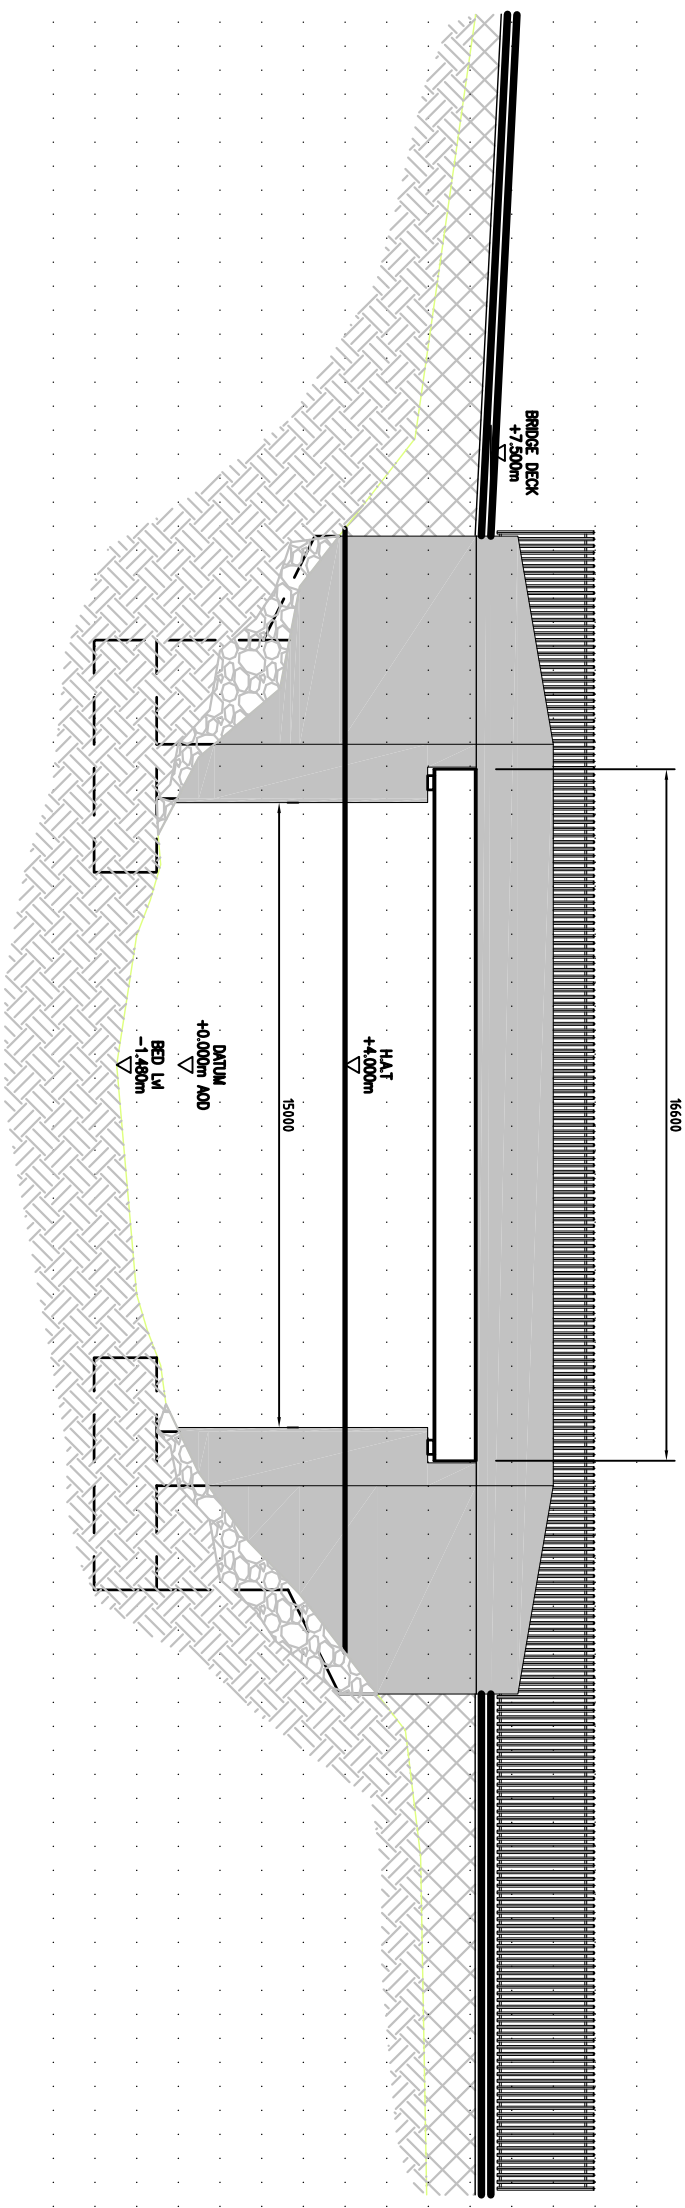 16600
BRIDGE DECK
+7.500m
H.A.T
+4.000m
15000
DATUM
+0.000m AOD
BED Lvl
-1.480m